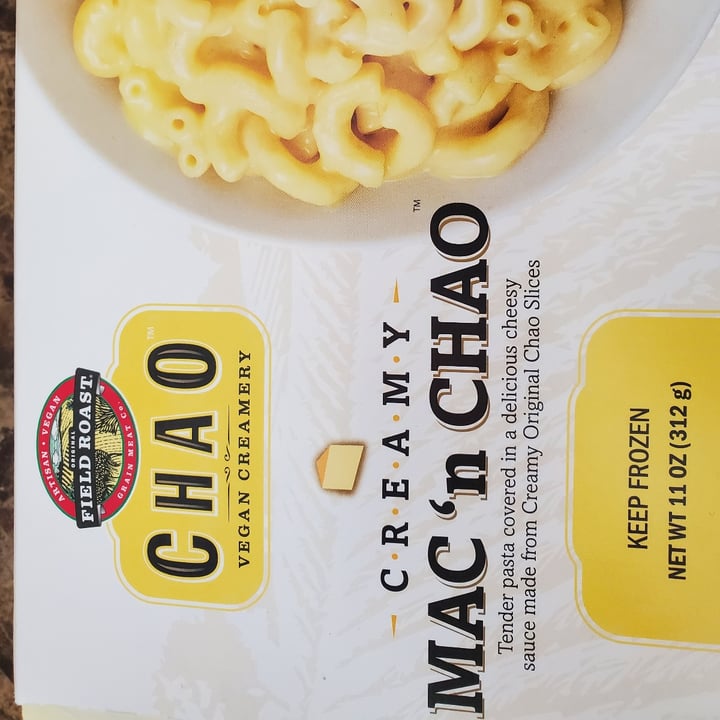 ARTISAN • VEGAN
ORIGINAL
FIELD ROAST
GRAIN MEAT Co.
CHAO™
VEGAN CREAMERY
C·R·E·A·M·Y
MAC ‘n CHAO™
Tender pasta covered in a delicious cheesy
sauce made from Creamy Original Chao Slices
KEEP FROZEN
NET WT 11 OZ (312 g)